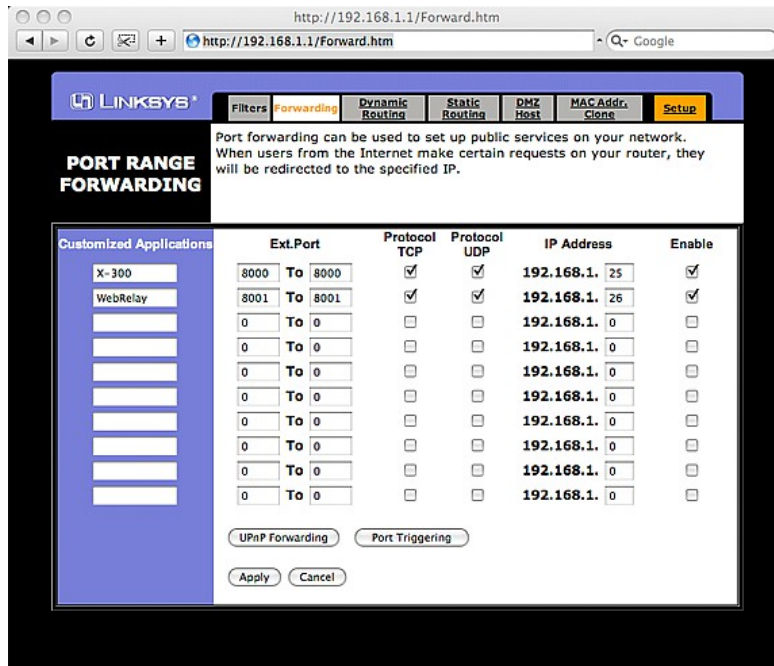 http://192.168.1.1/Forward.htm
http://192.168.1.1/Forward.htm
Google
LINKSYS®
Filters Forwarding Dynamic Routing Static Routing DMZ Host MAC Addr. Clone Setup
PORT RANGE FORWARDING
Port forwarding can be used to set up public services on your network.
When users from the Internet make certain requests on your router, they
will be redirected to the specified IP.
Customized Applications Ext.Port Protocol TCP Protocol UDP IP Address Enable
X-300 8000 To 8000 192.168.1. 25
WebRelay 8001 To 8001 192.168.1. 26
0 To 0 192.168.1. 0
0 To 0 192.168.1. 0
0 To 0 192.168.1. 0
0 To 0 192.168.1. 0
0 To 0 192.168.1. 0
0 To 0 192.168.1. 0
0 To 0 192.168.1. 0
0 To 0 192.168.1. 0
UPnP Forwarding Port Triggering
Apply Cancel